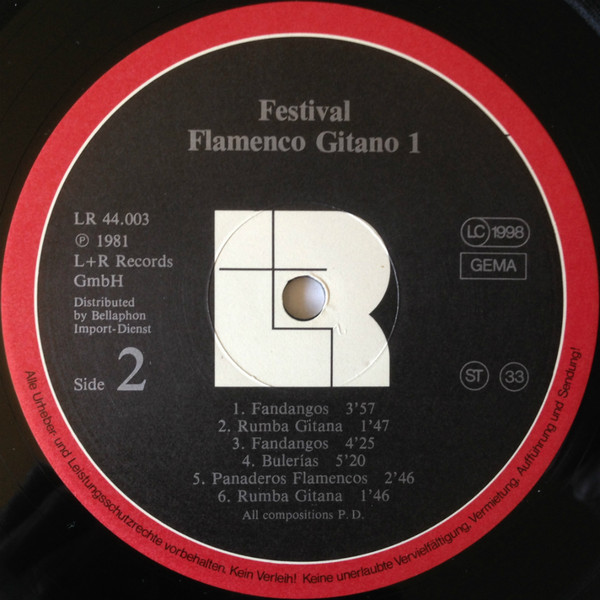 Festival
Flamenco Gitano 1
LR 44.003
℗ 1981
L+R Records
GmbH
Distributed
by Bellaphon
Import-Dienst
Side 2
LR
LC 1998
GEMA
ST 33
1. Fandangos 3'57
2. Rumba Gitana 1'47
3. Fandangos 4'25
4. Bulerías 5'20
5. Panaderos Flamencos 2'46
6. Rumba Gitana 1'46
All compositions P. D.
Alle Urheber und Leistungsschutzrechte vorbehalten. Kein Verleih! Keine unerlaubte Vervielfältigung, Vermietung, Aufführung und Sendung!